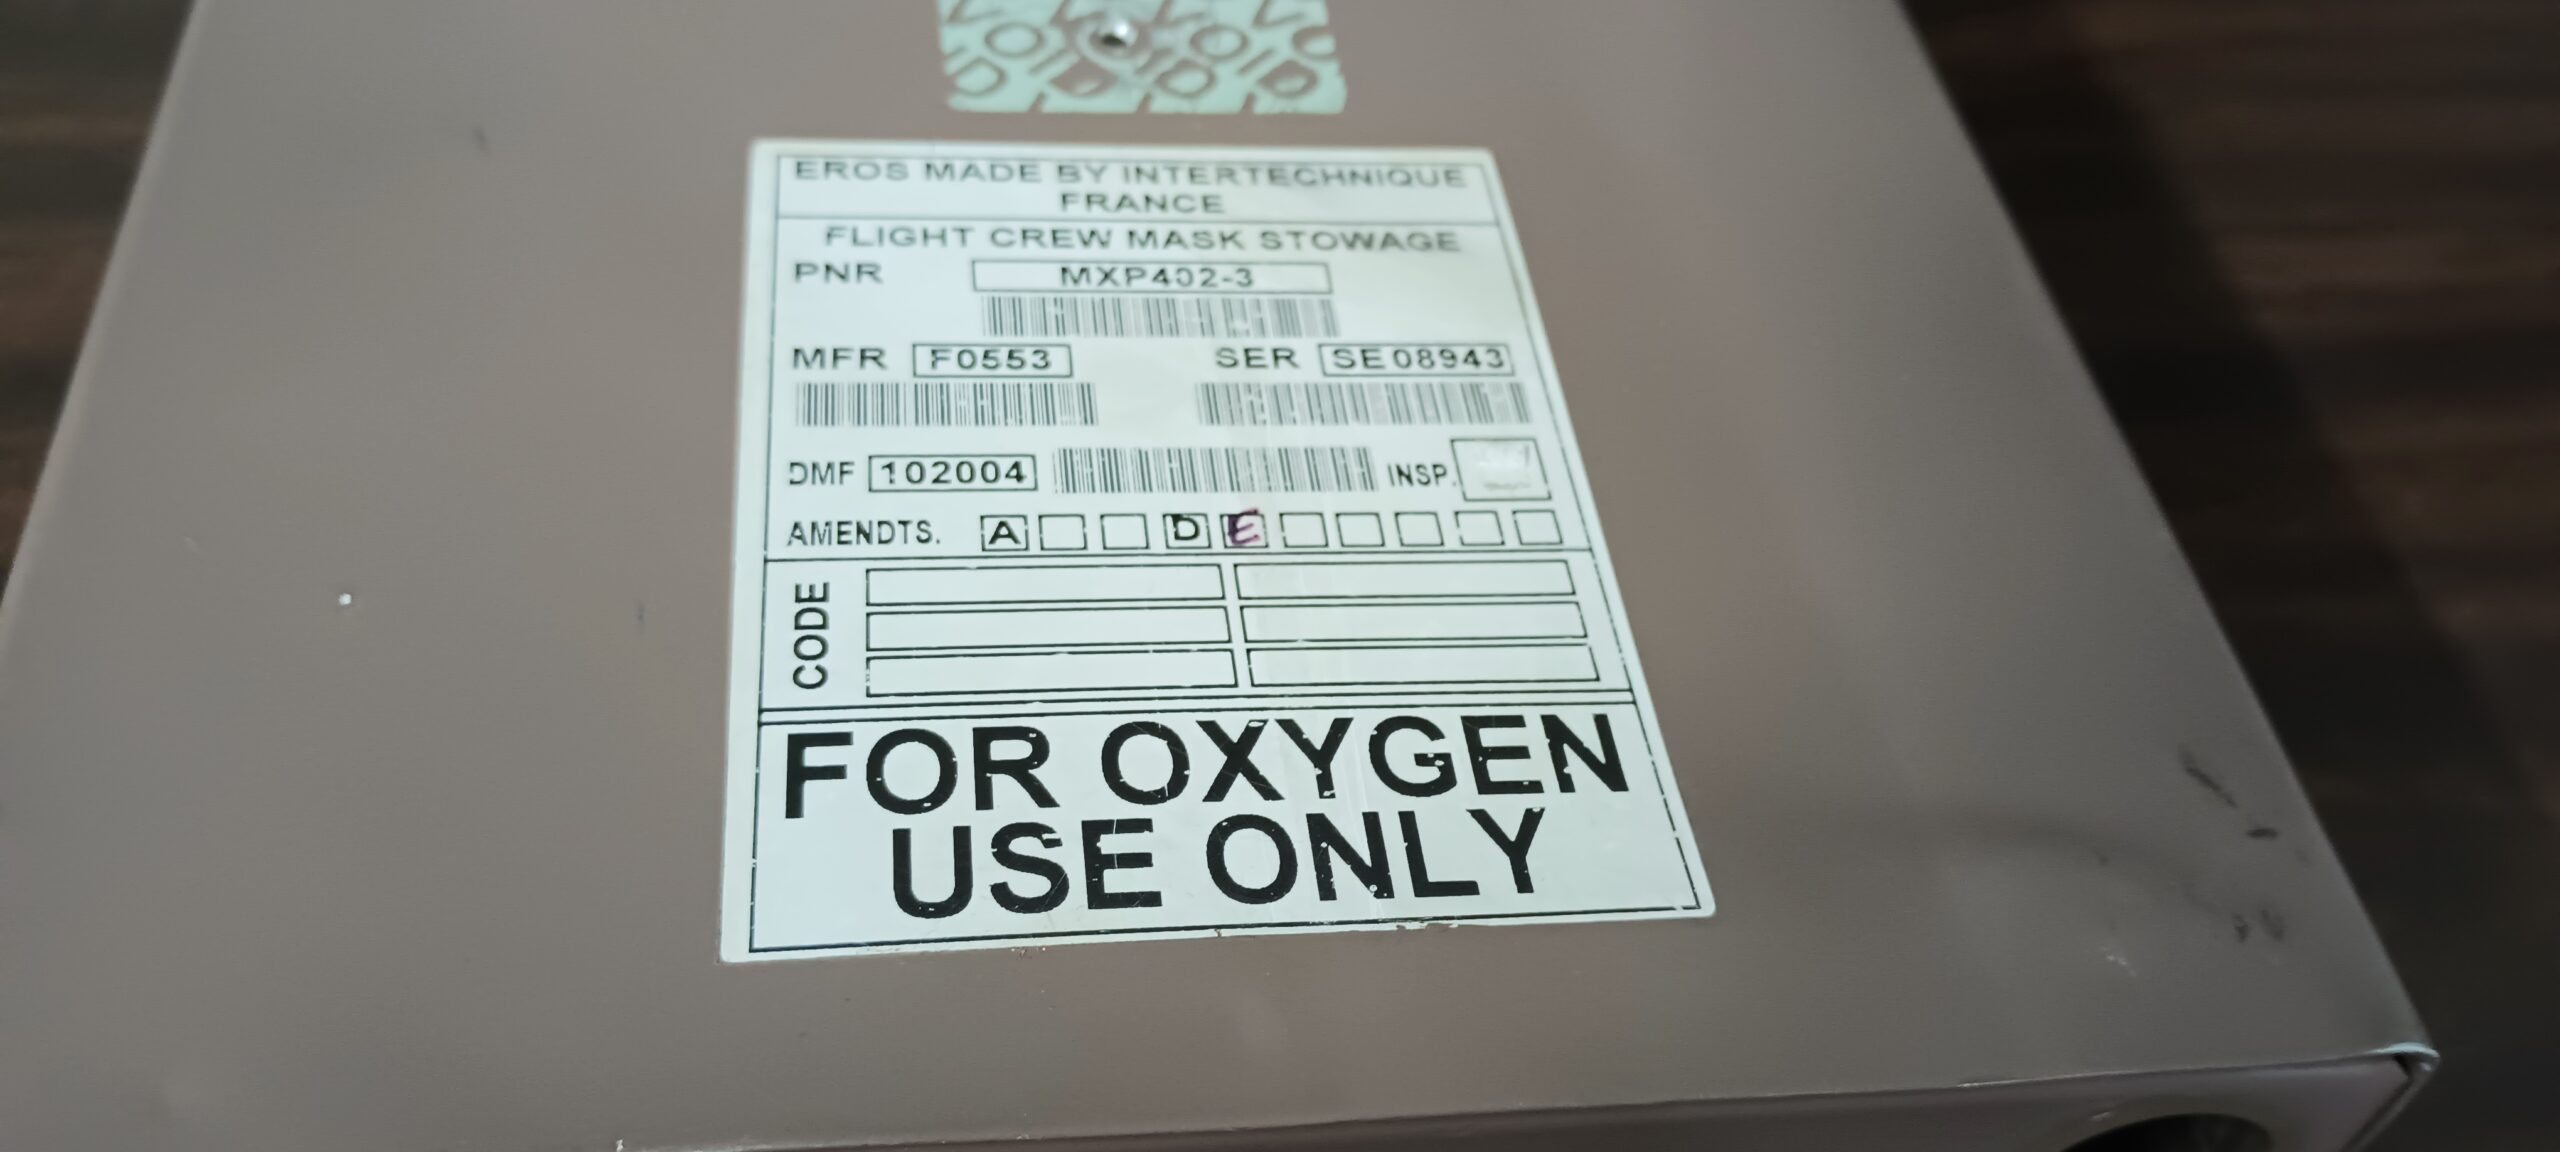 VOID
EROS MADE BY INTERTECHNIQUE
FRANCE
FLIGHT CREW MASK STOWAGE
PNR MXP402-3
MFR F0553 SER SE08943
DMF 102004 INSP.
AMENDTS. A D E
CODE
FOR OXYGEN
USE ONLY